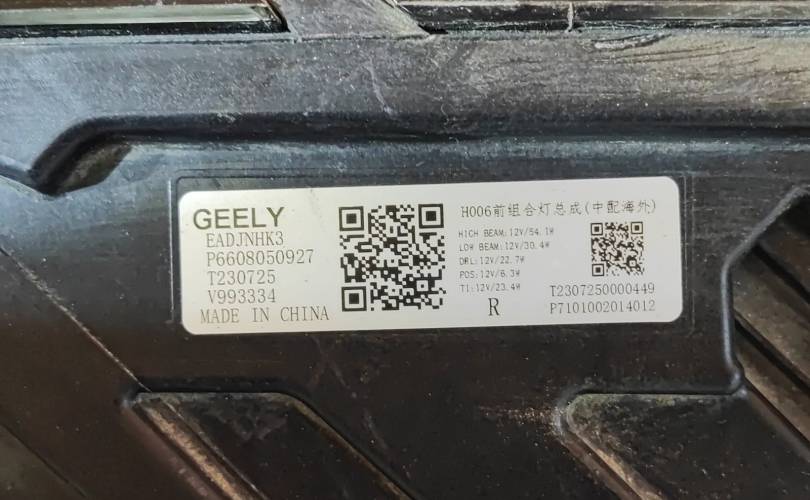 GEELY
EADJNHK3
P6608050927
T230725
V993334
MADE IN CHINA
H006前组合灯总成(中配海外)
HIGH BEAM:12V/54.1W
LOW BEAM:12V/30.4W
DRL:12V/22.7W
POS:12V/6.3W
TI:12V/23.4W
R
T2307250000449
P7101002014012